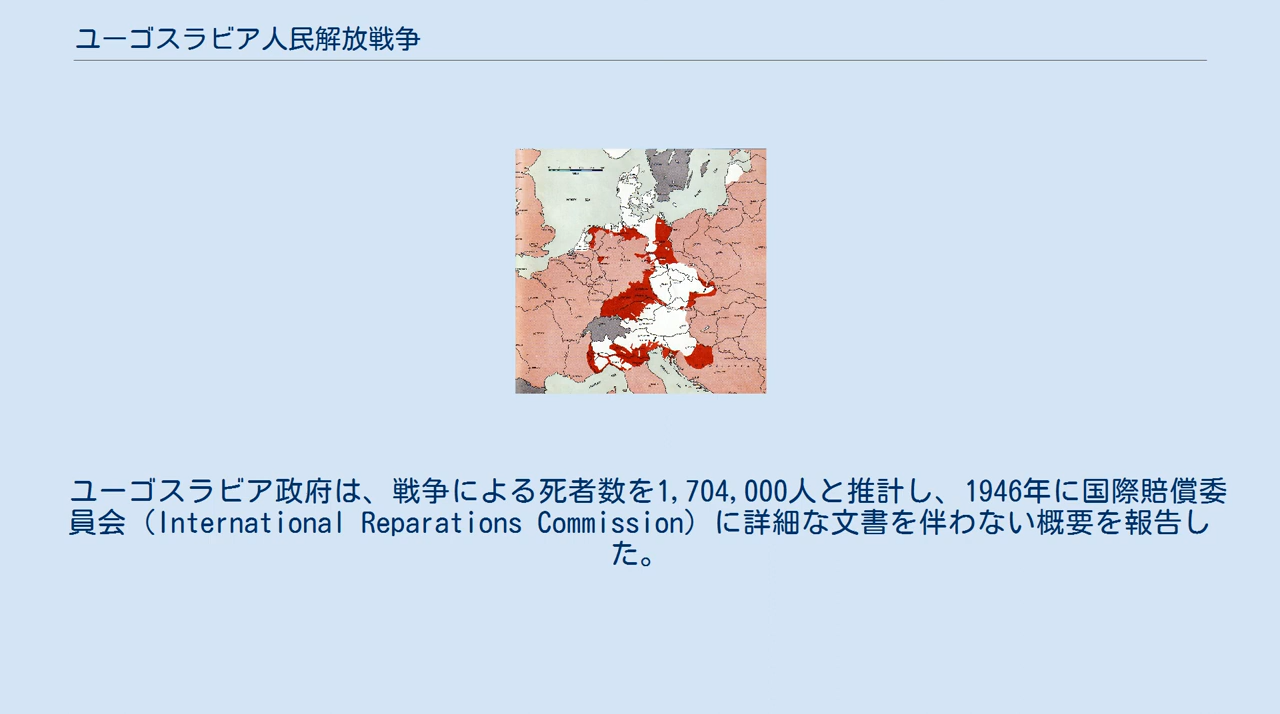 ユーゴスラビア人民解放戦争
ユーゴスラビア政府は、戦争による死者数を1,704,000人と推計し、1946年に国際賠償委
員会（International Reparations Commission）に詳細な文書を伴わない概要を報告し
た。